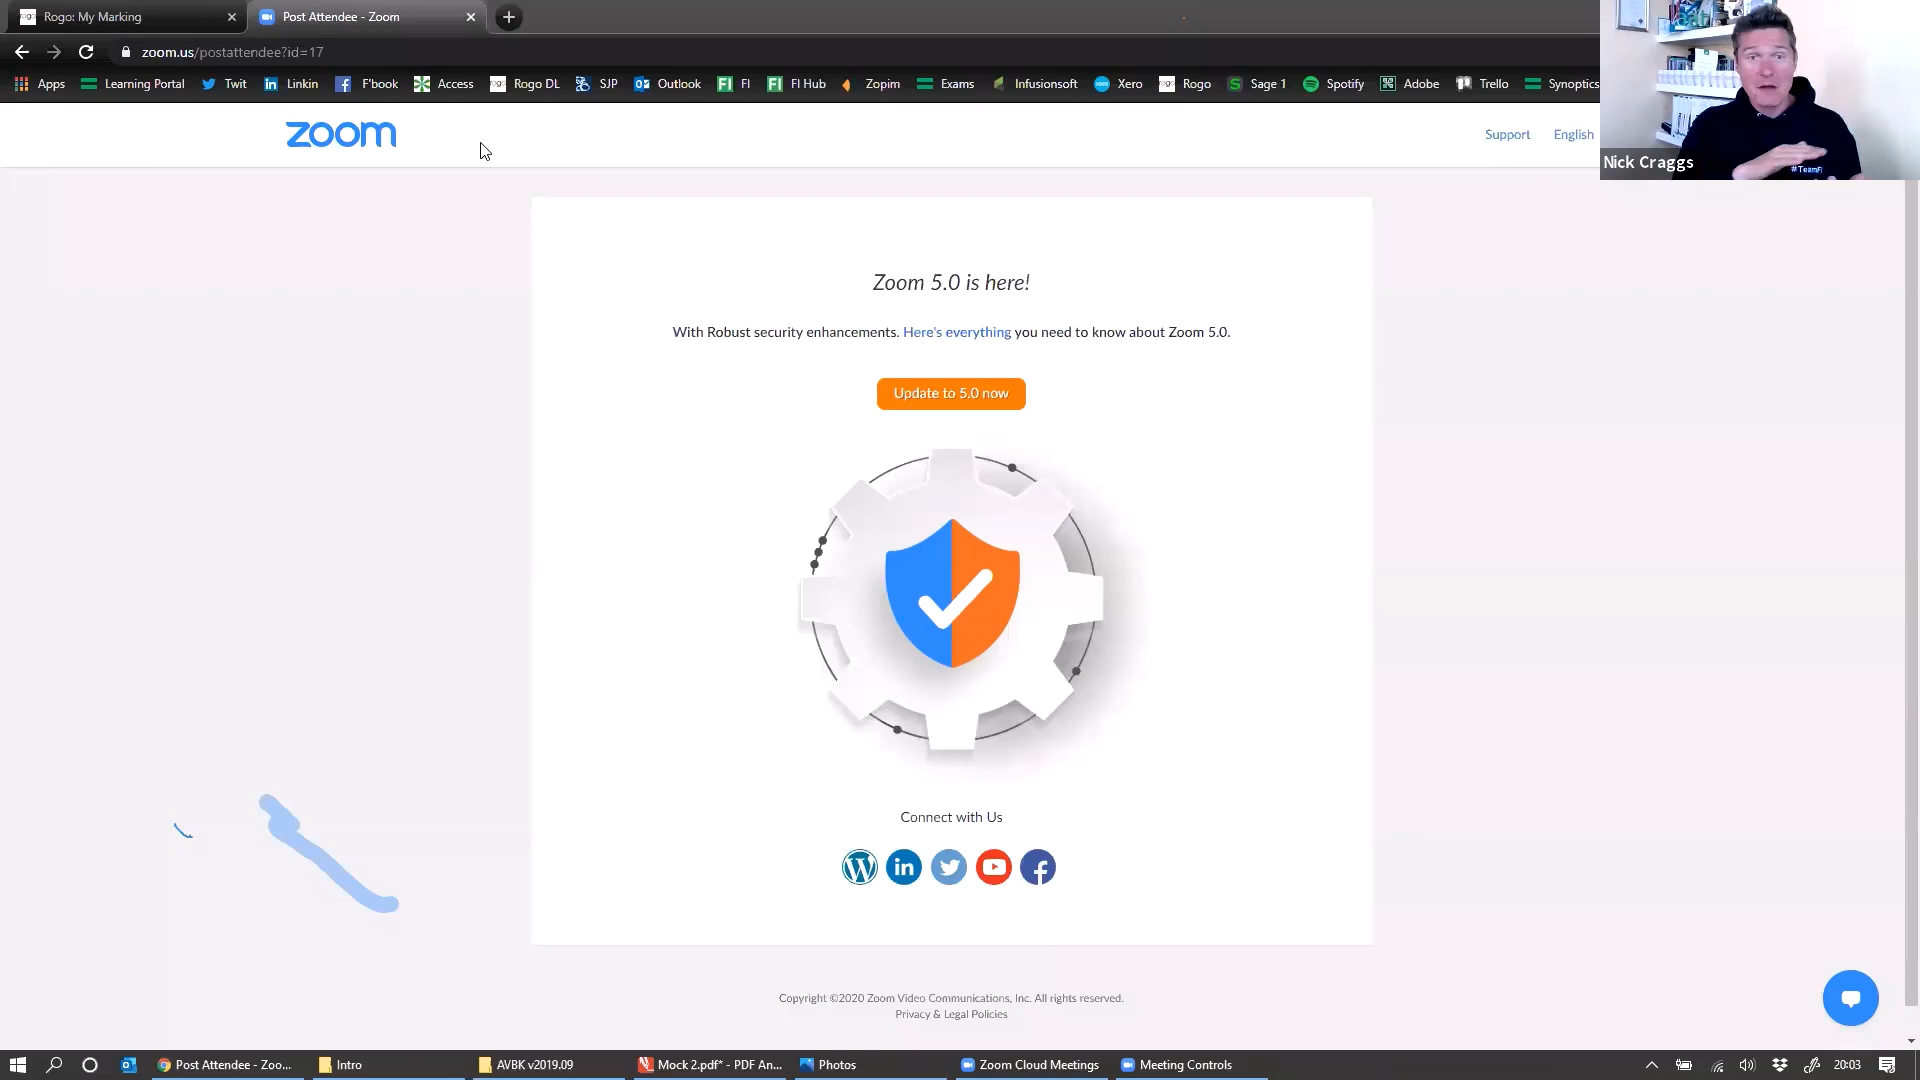 Rogo: My Marking
Post Attendee - Zoom
zoom.us/postattendee?id=17
Apps Learning Portal Twit Linkin F'book Access Rogo DL SJP Outlook FI FI Hub Zopim Exams Infusionsoft Xero Rogo Sage 1 Spotify Adobe Trello Synoptics
zoom
Support English
Nick Craggs
#TeamFI
Zoom 5.0 is here!
With Robust security enhancements. Here's everything you need to know about Zoom 5.0.
Update to 5.0 now
Connect with Us
Copyright ©2020 Zoom Video Communications, Inc. All rights reserved.
Privacy & Legal Policies
Post Attendee - Zoo... Intro AVBK v2019.09 Mock 2.pdf* - PDF An... Photos Zoom Cloud Meetings Meeting Controls 20:03